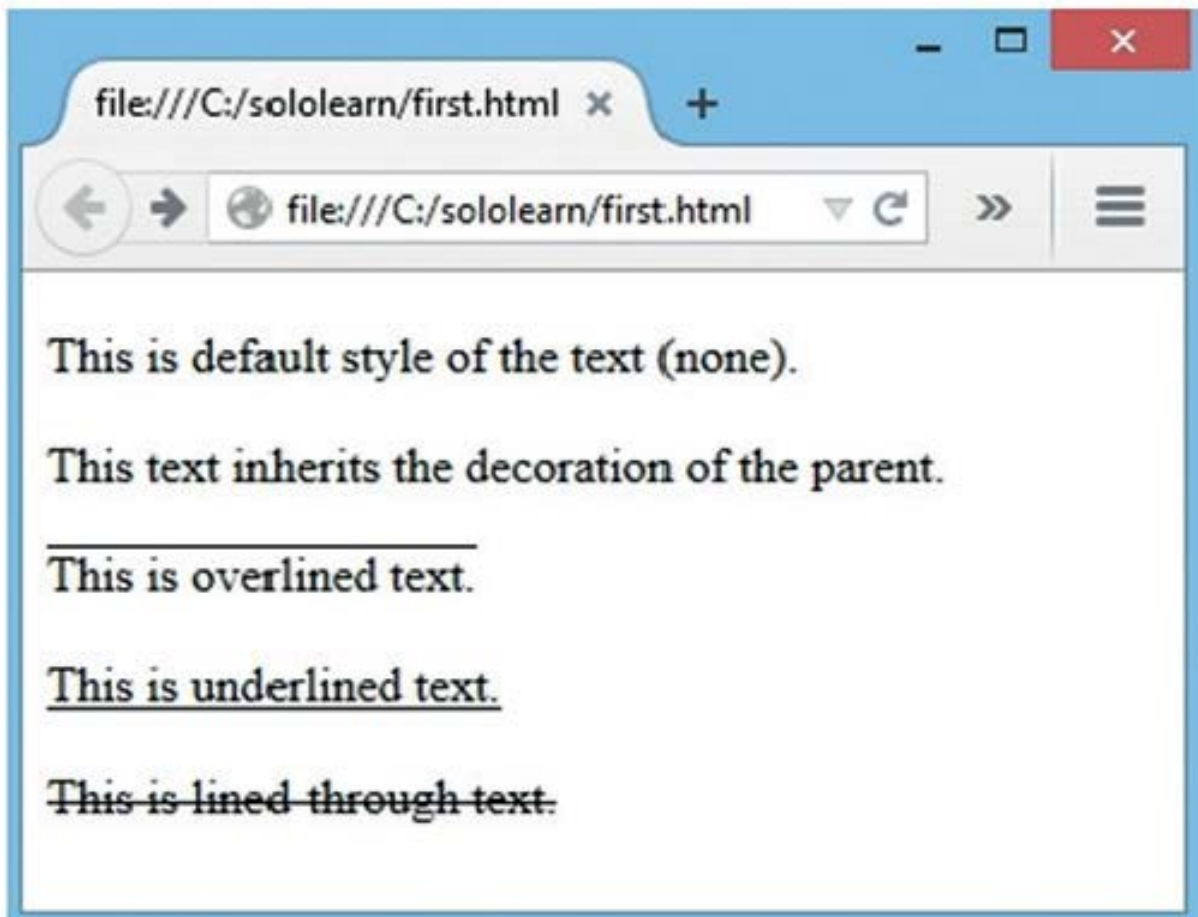 file:///C:/sololearn/first.html
file:///C:/sololearn/first.html
This is default style of the text (none).
This text inherits the decoration of the parent.
This is overlined text.
This is underlined text.
This is lined-through text.